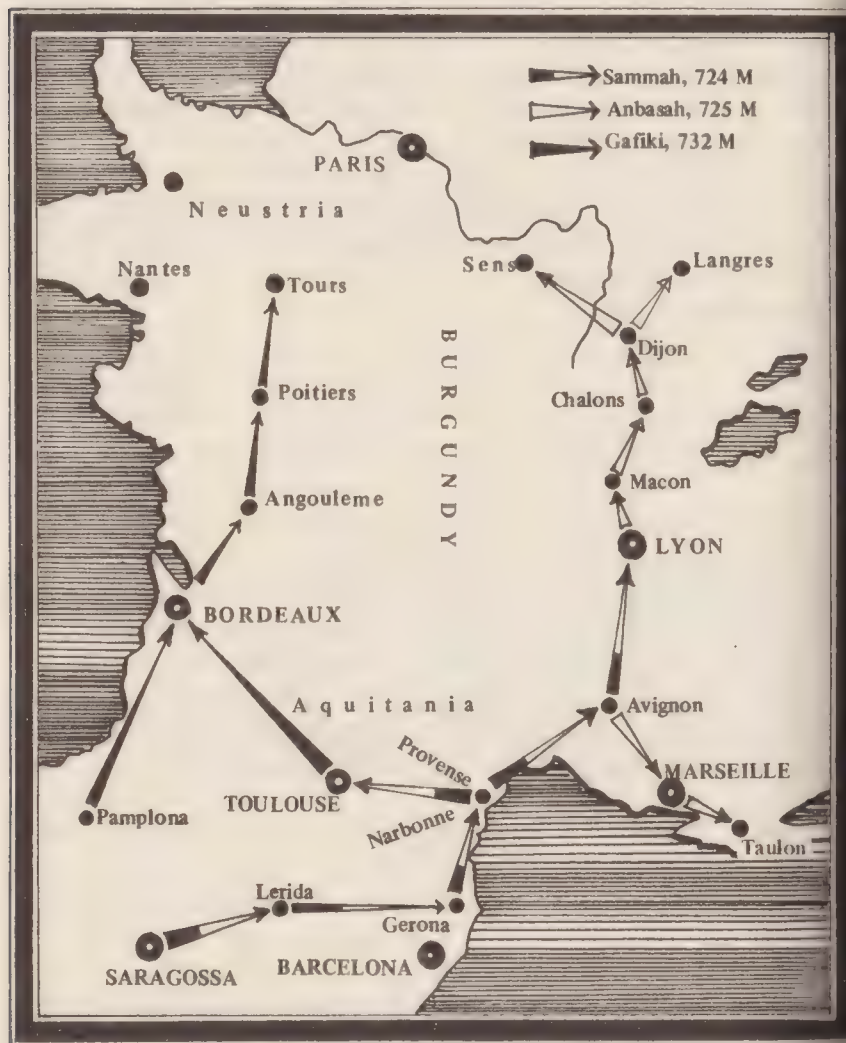 Sammah, 724 M
Anbasah, 725 M
Gafiki, 732 M
PARIS
Neustria
Nantes
Tours
Sens
Langres
Dijon
BURGUNDY
Poitiers
Chalons
Angouleme
Macon
LYON
BORDEAUX
Aquitania
Avignon
Provense
MARSEILLE
TOULOUSE
Pamplona
Narbonne
Taulon
Lerida
Gerona
SARAGOSSA
BARCELONA